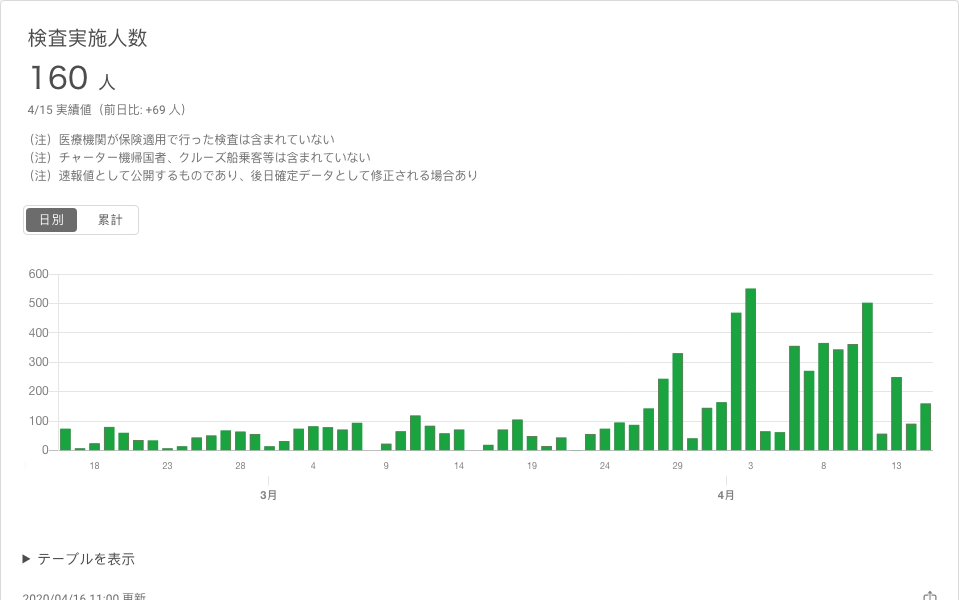 検査実施人数
160 人
4/15 実績値（前日比: +69 人）
（注）医療機関が保険適用で行った検査は含まれていない
（注）チャーター機帰国者、クルーズ船乗客等は含まれていない
（注）速報値として公開するものであり、後日確定データとして修正される場合あり
日別 累計
600
500
400
300
200
100
0
18 23 28 4 9 14 19 24 29 3 8 13
3月 4月
▶ テーブルを表示
2020/04/16 11:00 更新